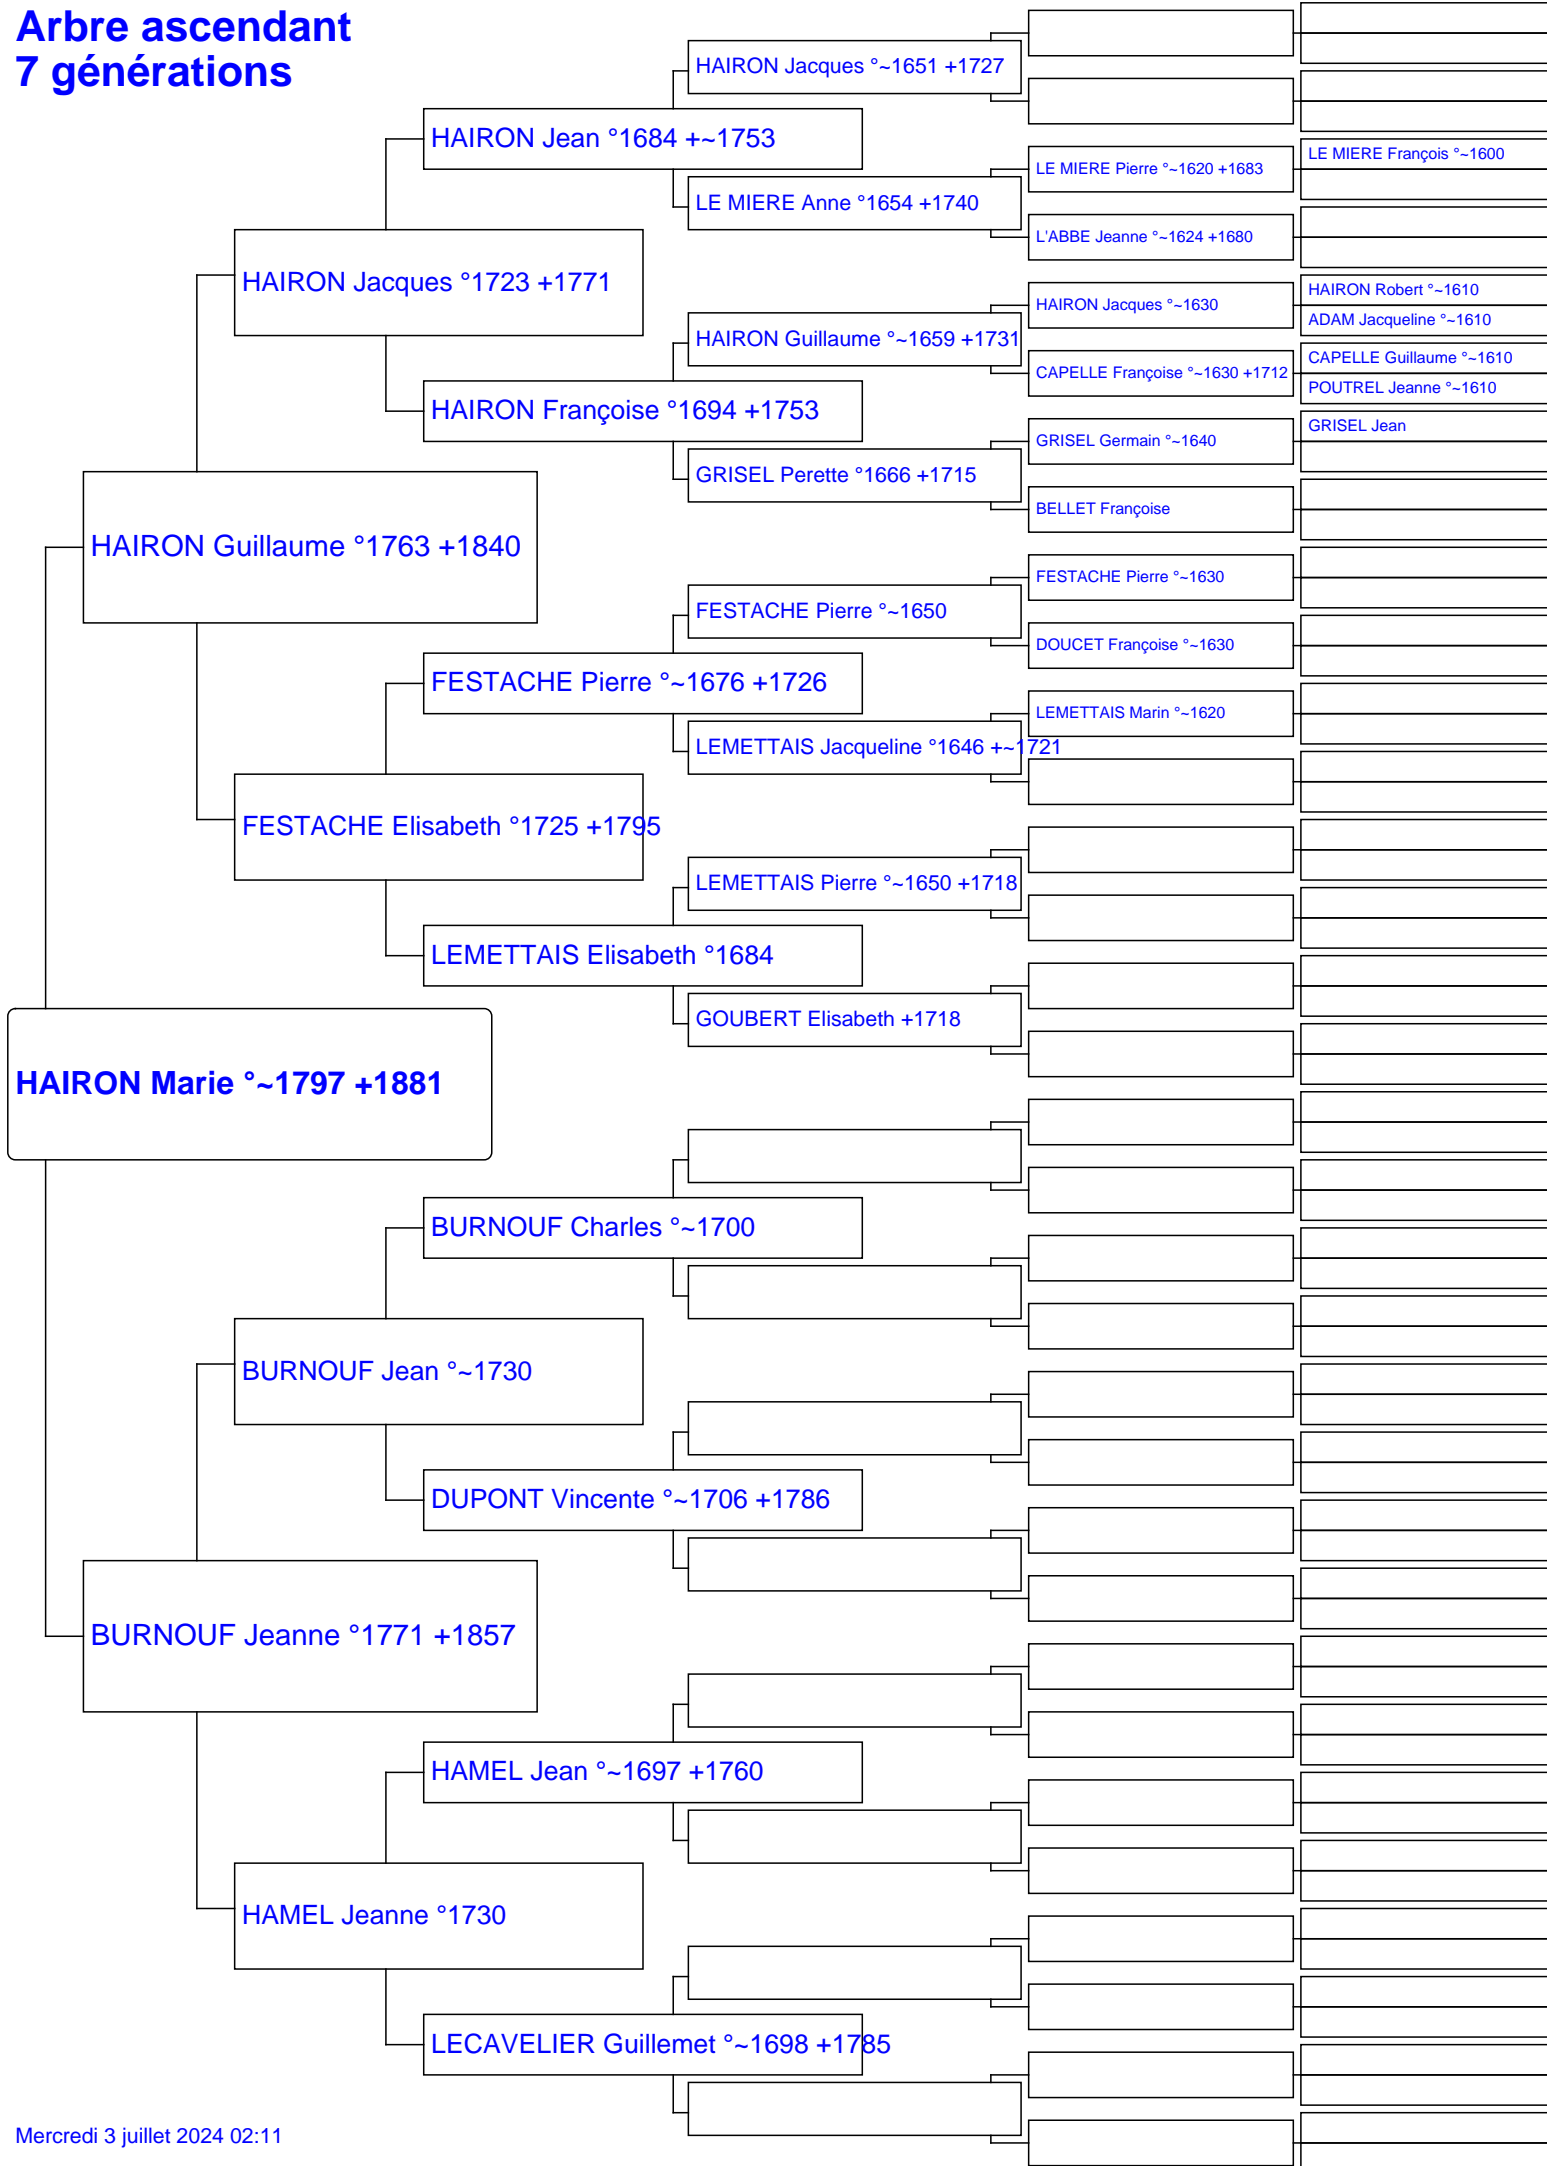 Arbre ascendant
7 générations
HAIRON Jacques °~1651 +1727
HAIRON Jean °1684 +~1753
LE MIERE François °~1600
LE MIERE Pierre °~1620 +1683
LE MIERE Anne °1654 +1740
L'ABBE Jeanne °~1624 +1680
HAIRON Jacques °1723 +1771
HAIRON Robert °~1610
HAIRON Jacques °~1630
ADAM Jacqueline °~1610
HAIRON Guillaume °~1659 +1731
CAPELLE Guillaume °~1610
CAPELLE Françoise °~1630 +1712
POUTREL Jeanne °~1610
HAIRON Françoise °1694 +1753
GRISEL Jean
GRISEL Germain °~1640
GRISEL Perette °1666 +1715
BELLET Françoise
HAIRON Guillaume °1763 +1840
FESTACHE Pierre °~1630
FESTACHE Pierre °~1650
DOUCET Françoise °~1630
FESTACHE Pierre °~1676 +1726
LEMETTAIS Marin °~1620
LEMETTAIS Jacqueline °1646 +~1721
FESTACHE Elisabeth °1725 +1795
LEMETTAIS Pierre °~1650 +1718
LEMETTAIS Elisabeth °1684
GOUBERT Elisabeth +1718
HAIRON Marie °~1797 +1881
BURNOUF Charles °~1700
BURNOUF Jean °~1730
DUPONT Vincente °~1706 +1786
BURNOUF Jeanne °1771 +1857
HAMEL Jean °~1697 +1760
HAMEL Jeanne °1730
LECAVELIER Guillemet °~1698 +1785
Mercredi 3 juillet 2024 02:11